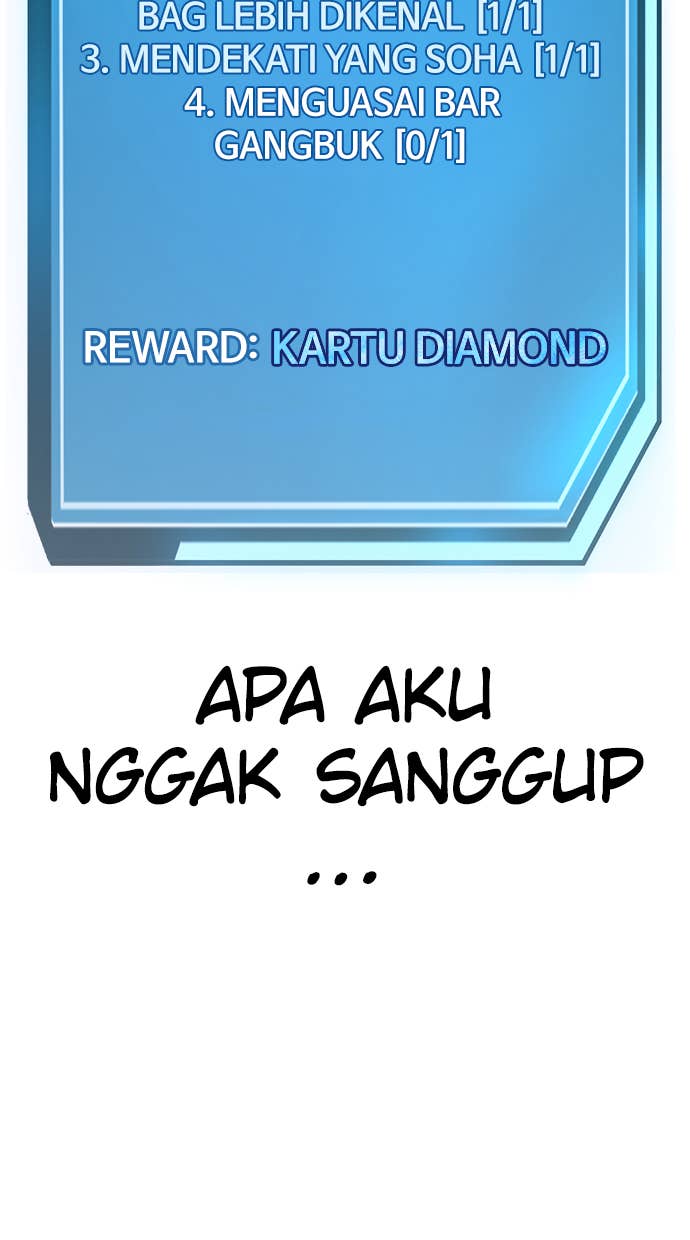 BAG LEBIH DIKENAL [1/1]
3. MENDEKATI YANG SOHA [1/1]
4. MENGUASAI BAR
GANGBUK [0/1]
REWARD: KARTU DIAMOND
APA AKU
NGGAK SANGGUP
...